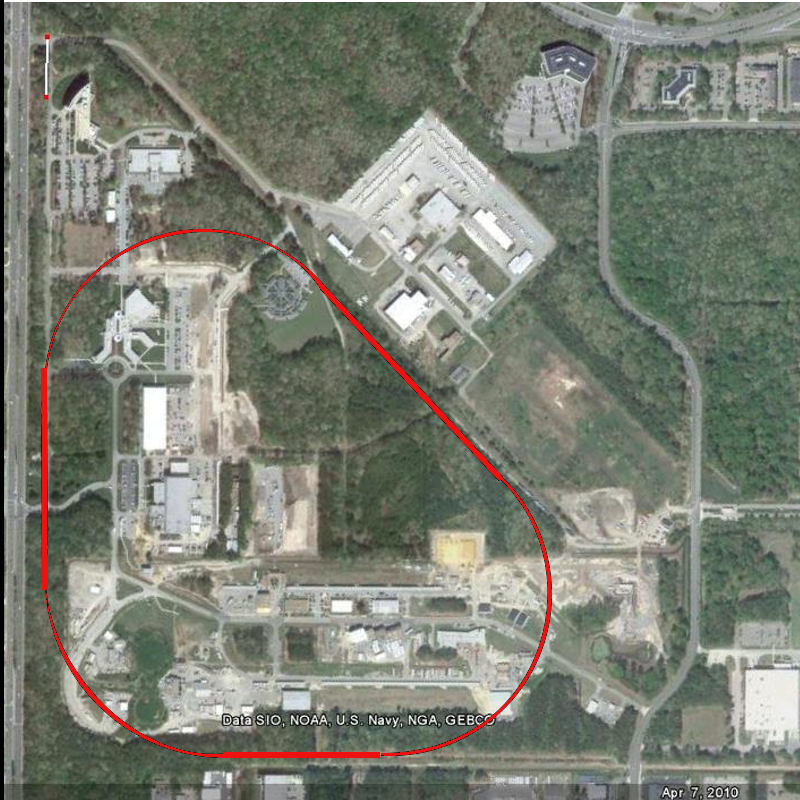 Data SIO, NOAA, U.S. Navy, NGA, GEBCO
Apr 7, 2010